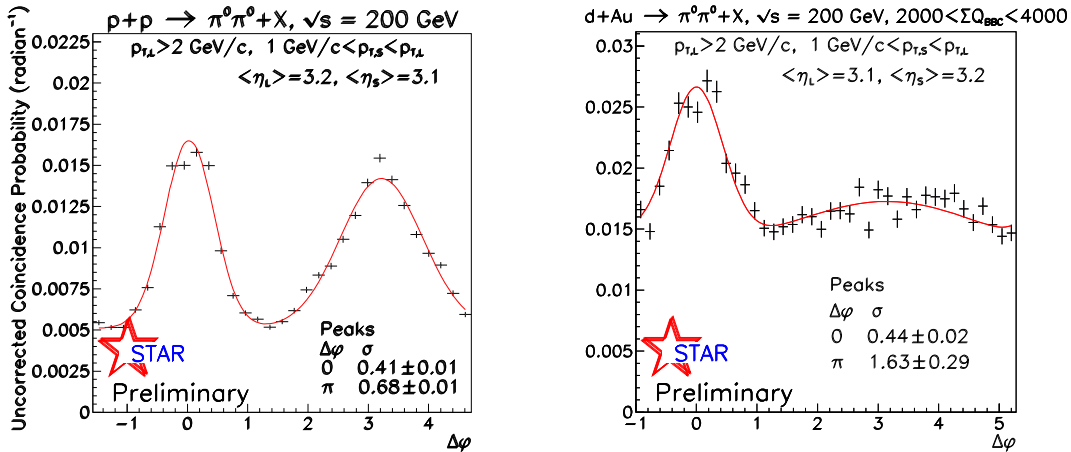 p+p → π⁰π⁰+X, √s = 200 GeV
p_T,L>2 GeV/c, 1 GeV/c<p_T,S<p_T,L
<η_L>=3.2, <η_S>=3.1
Uncorrected Coincidence Probability (radian⁻¹)
0.0225
0.02
0.0175
0.015
0.0125
0.01
0.0075
0.005
0.0025
0
STAR
Preliminary
Peaks
Δφ σ
0 0.41±0.01
π 0.68±0.01
-1 0 1 2 3 4
Δφ
d+Au → π⁰π⁰+X, √s = 200 GeV, 2000<ΣQ_BBC<4000
p_T,L>2 GeV/c, 1 GeV/c<p_T,S<p_T,L
<η_L>=3.1, <η_S>=3.2
0.03
0.025
0.02
0.015
0.01
0.005
0
STAR
Preliminary
Peaks
Δφ σ
0 0.44±0.02
π 1.63±0.29
-1 0 1 2 3 4 5
Δφ